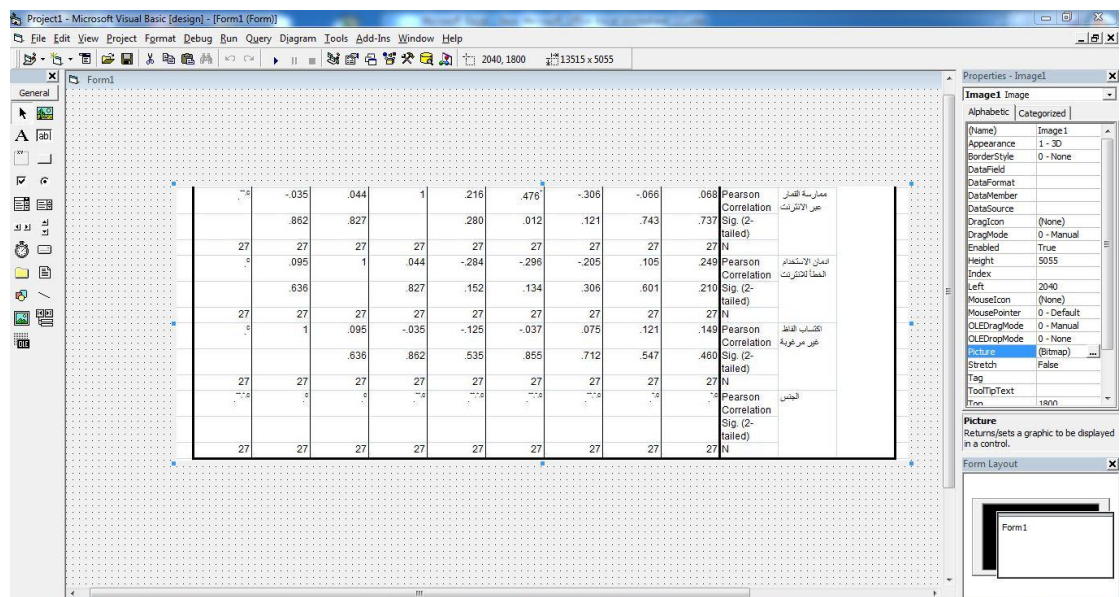 Project1 - Microsoft Visual Basic [design] - [Form1 (Form)]
File Edit View Project Format Debug Run Query Diagram Tools Add-Ins Window Help
2040, 1800 13515 x 5055
General
Form1
-.035 .044 1 .216 .476* -.306 -.066 .068 Pearson Correlation ممارسة القمار عبر الانترنت
.862 .827 .280 .012 .121 .743 .737 Sig. (2-tailed)
27 27 27 27 27 27 27 27 27 N
.095 1 .044 -.284 -.296 -.205 .105 .249 Pearson Correlation ادمان الاستخدام الخطأ للانترنت
.636 .827 .152 .134 .306 .601 .210 Sig. (2-tailed)
27 27 27 27 27 27 27 27 27 N
1 .095 -.035 -.125 -.037 .075 .121 .149 Pearson Correlation اكتساب الفاظ غير مرغوبة
.636 .862 .535 .855 .712 .547 .460 Sig. (2-tailed)
27 27 27 27 27 27 27 27 27 N
Pearson Correlation الجنس
Sig. (2-tailed)
27 27 27 27 27 27 27 27 27 N
Properties - Image1
Image1 Image
Alphabetic Categorized
(Name) Image1
Appearance 1 - 3D
BorderStyle 0 - None
DataField
DataFormat
DataMember
DataSource
DragIcon (None)
DragMode 0 - Manual
Enabled True
Height 5055
Index
Left 2040
MouseIcon (None)
MousePointer 0 - Default
OLEDragMode 0 - Manual
OLEDropMode 0 - None
Picture (Bitmap) ...
Stretch False
Tag
ToolTipText
Top 1800
Picture
Returns/sets a graphic to be displayed
in a control.
Form Layout
Form1